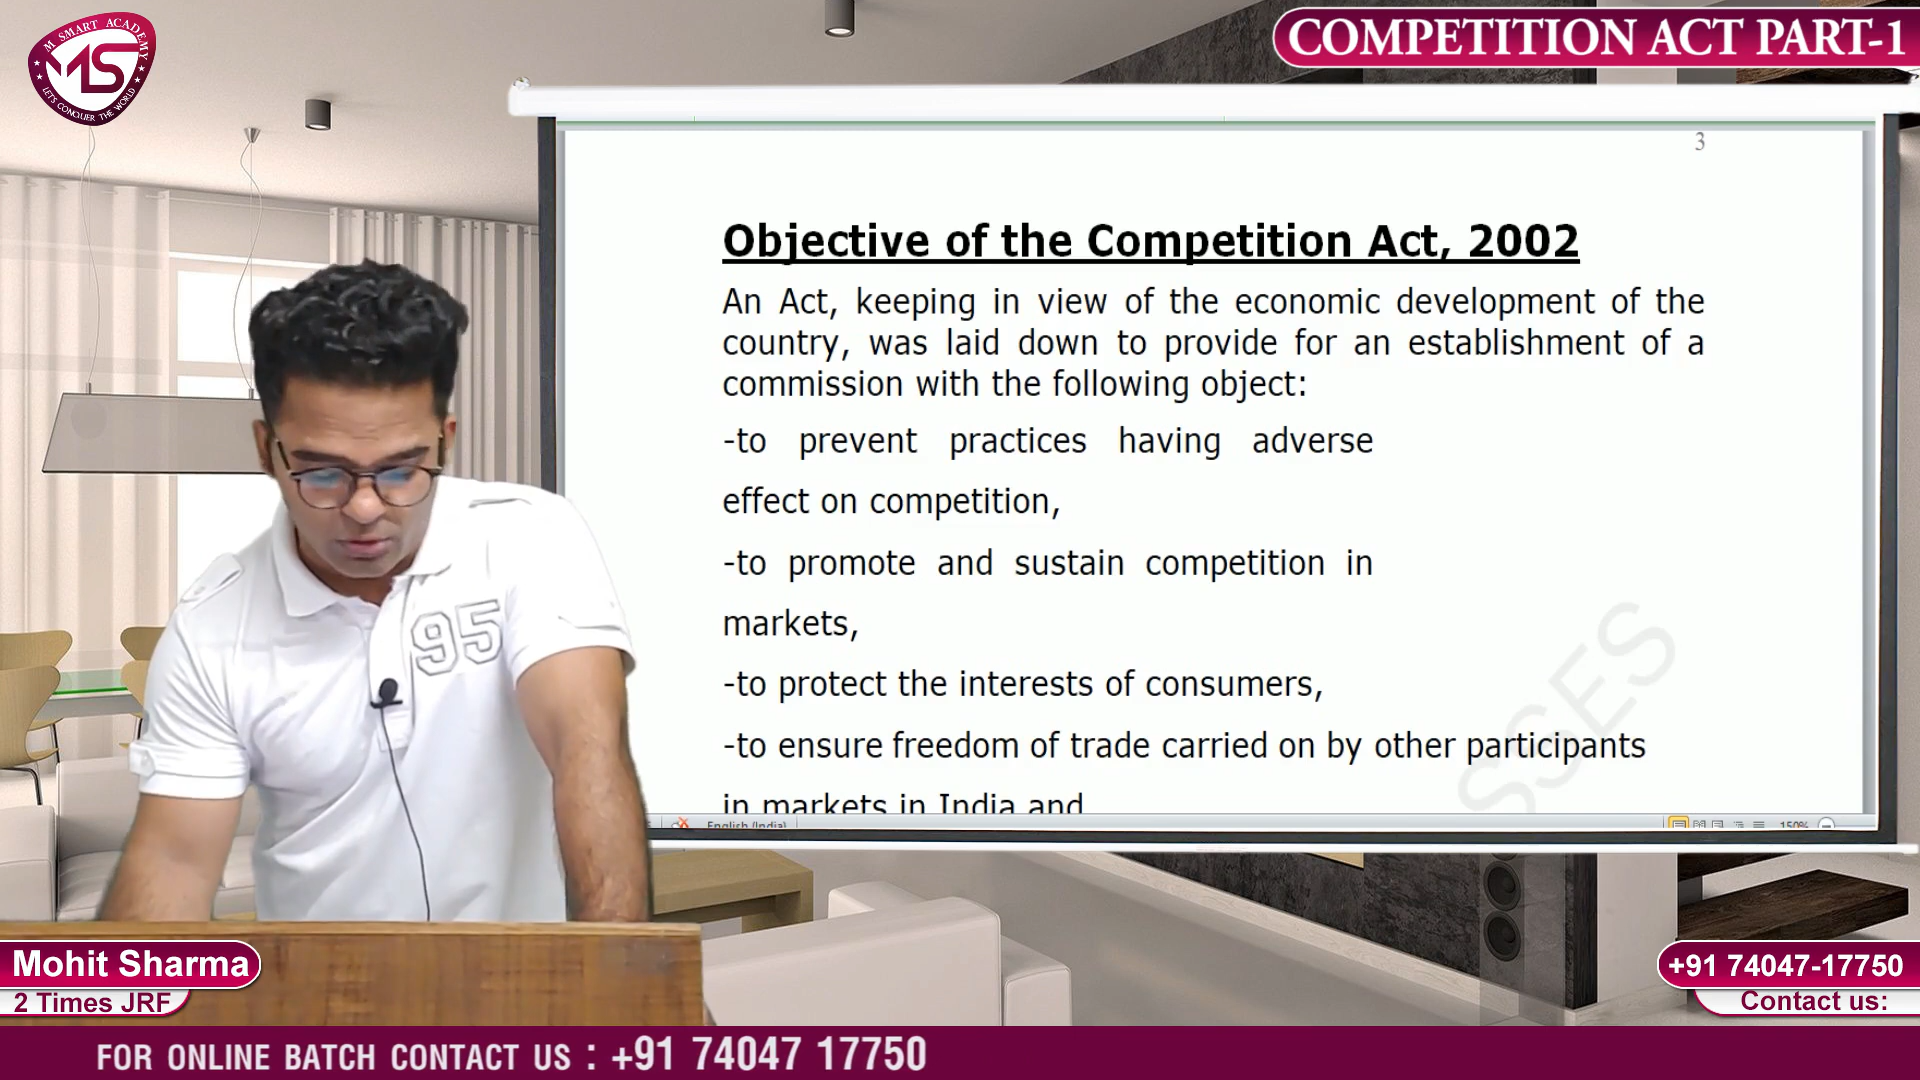 M SMART ACADEMY
MS
LET'S CONQUER THE WORLD
COMPETITION ACT PART-1
3
Objective of the Competition Act, 2002
An Act, keeping in view of the economic development of the
country, was laid down to provide for an establishment of a
commission with the following object:
-to prevent practices having adverse
effect on competition,
-to promote and sustain competition in
markets,
-to protect the interests of consumers,
-to ensure freedom of trade carried on by other participants
in markets in India and
SSES
English (India)
150%
95
Mohit Sharma
2 Times JRF
+91 74047-17750
Contact us:
FOR ONLINE BATCH CONTACT US : +91 74047 17750